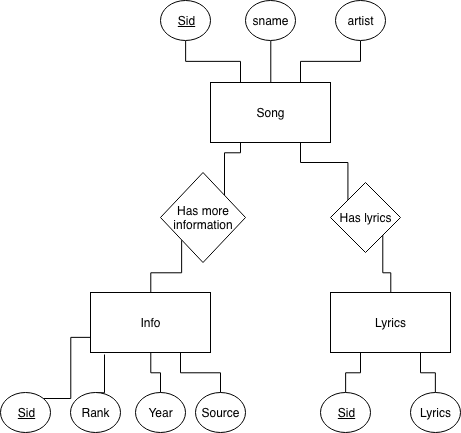 Sid
sname
artist
Song
Has more
information
Has lyrics
Info
Lyrics
Sid
Rank
Year
Source
Sid
Lyrics